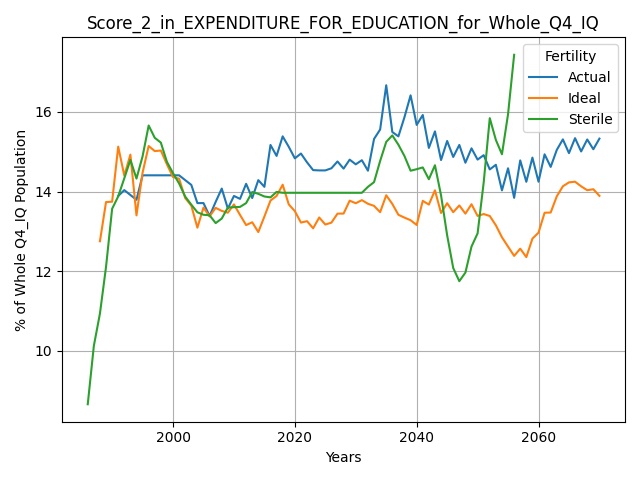 Score_2_in_EXPENDITURE_FOR_EDUCATION_for_Whole_Q4_IQ
Fertility
Actual
Ideal
Sterile
% of Whole Q4_IQ Population
16
14
12
10
2000
2020
2040
2060
Years